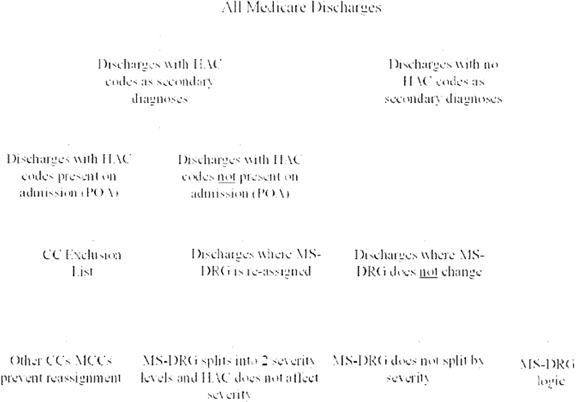 All Medicare Discharges
Discharges with HAC
codes as secondary
diagnoses
Discharges with no
HAC codes as
secondary diagnoses
Discharges with HAC
codes present on
admission (POA)
Discharges with HAC
codes not present on
admission (POA)
CC Exclusion
List
Discharges where MS-
DRG is re-assigned
Discharges where MS-
DRG does not change
Other CCs MCCs
prevent reassignment
MS-DRG splits into 2 severity
levels and HAC does not affect
severity
MS-DRG does not split by
severity
MS-DRG
logic